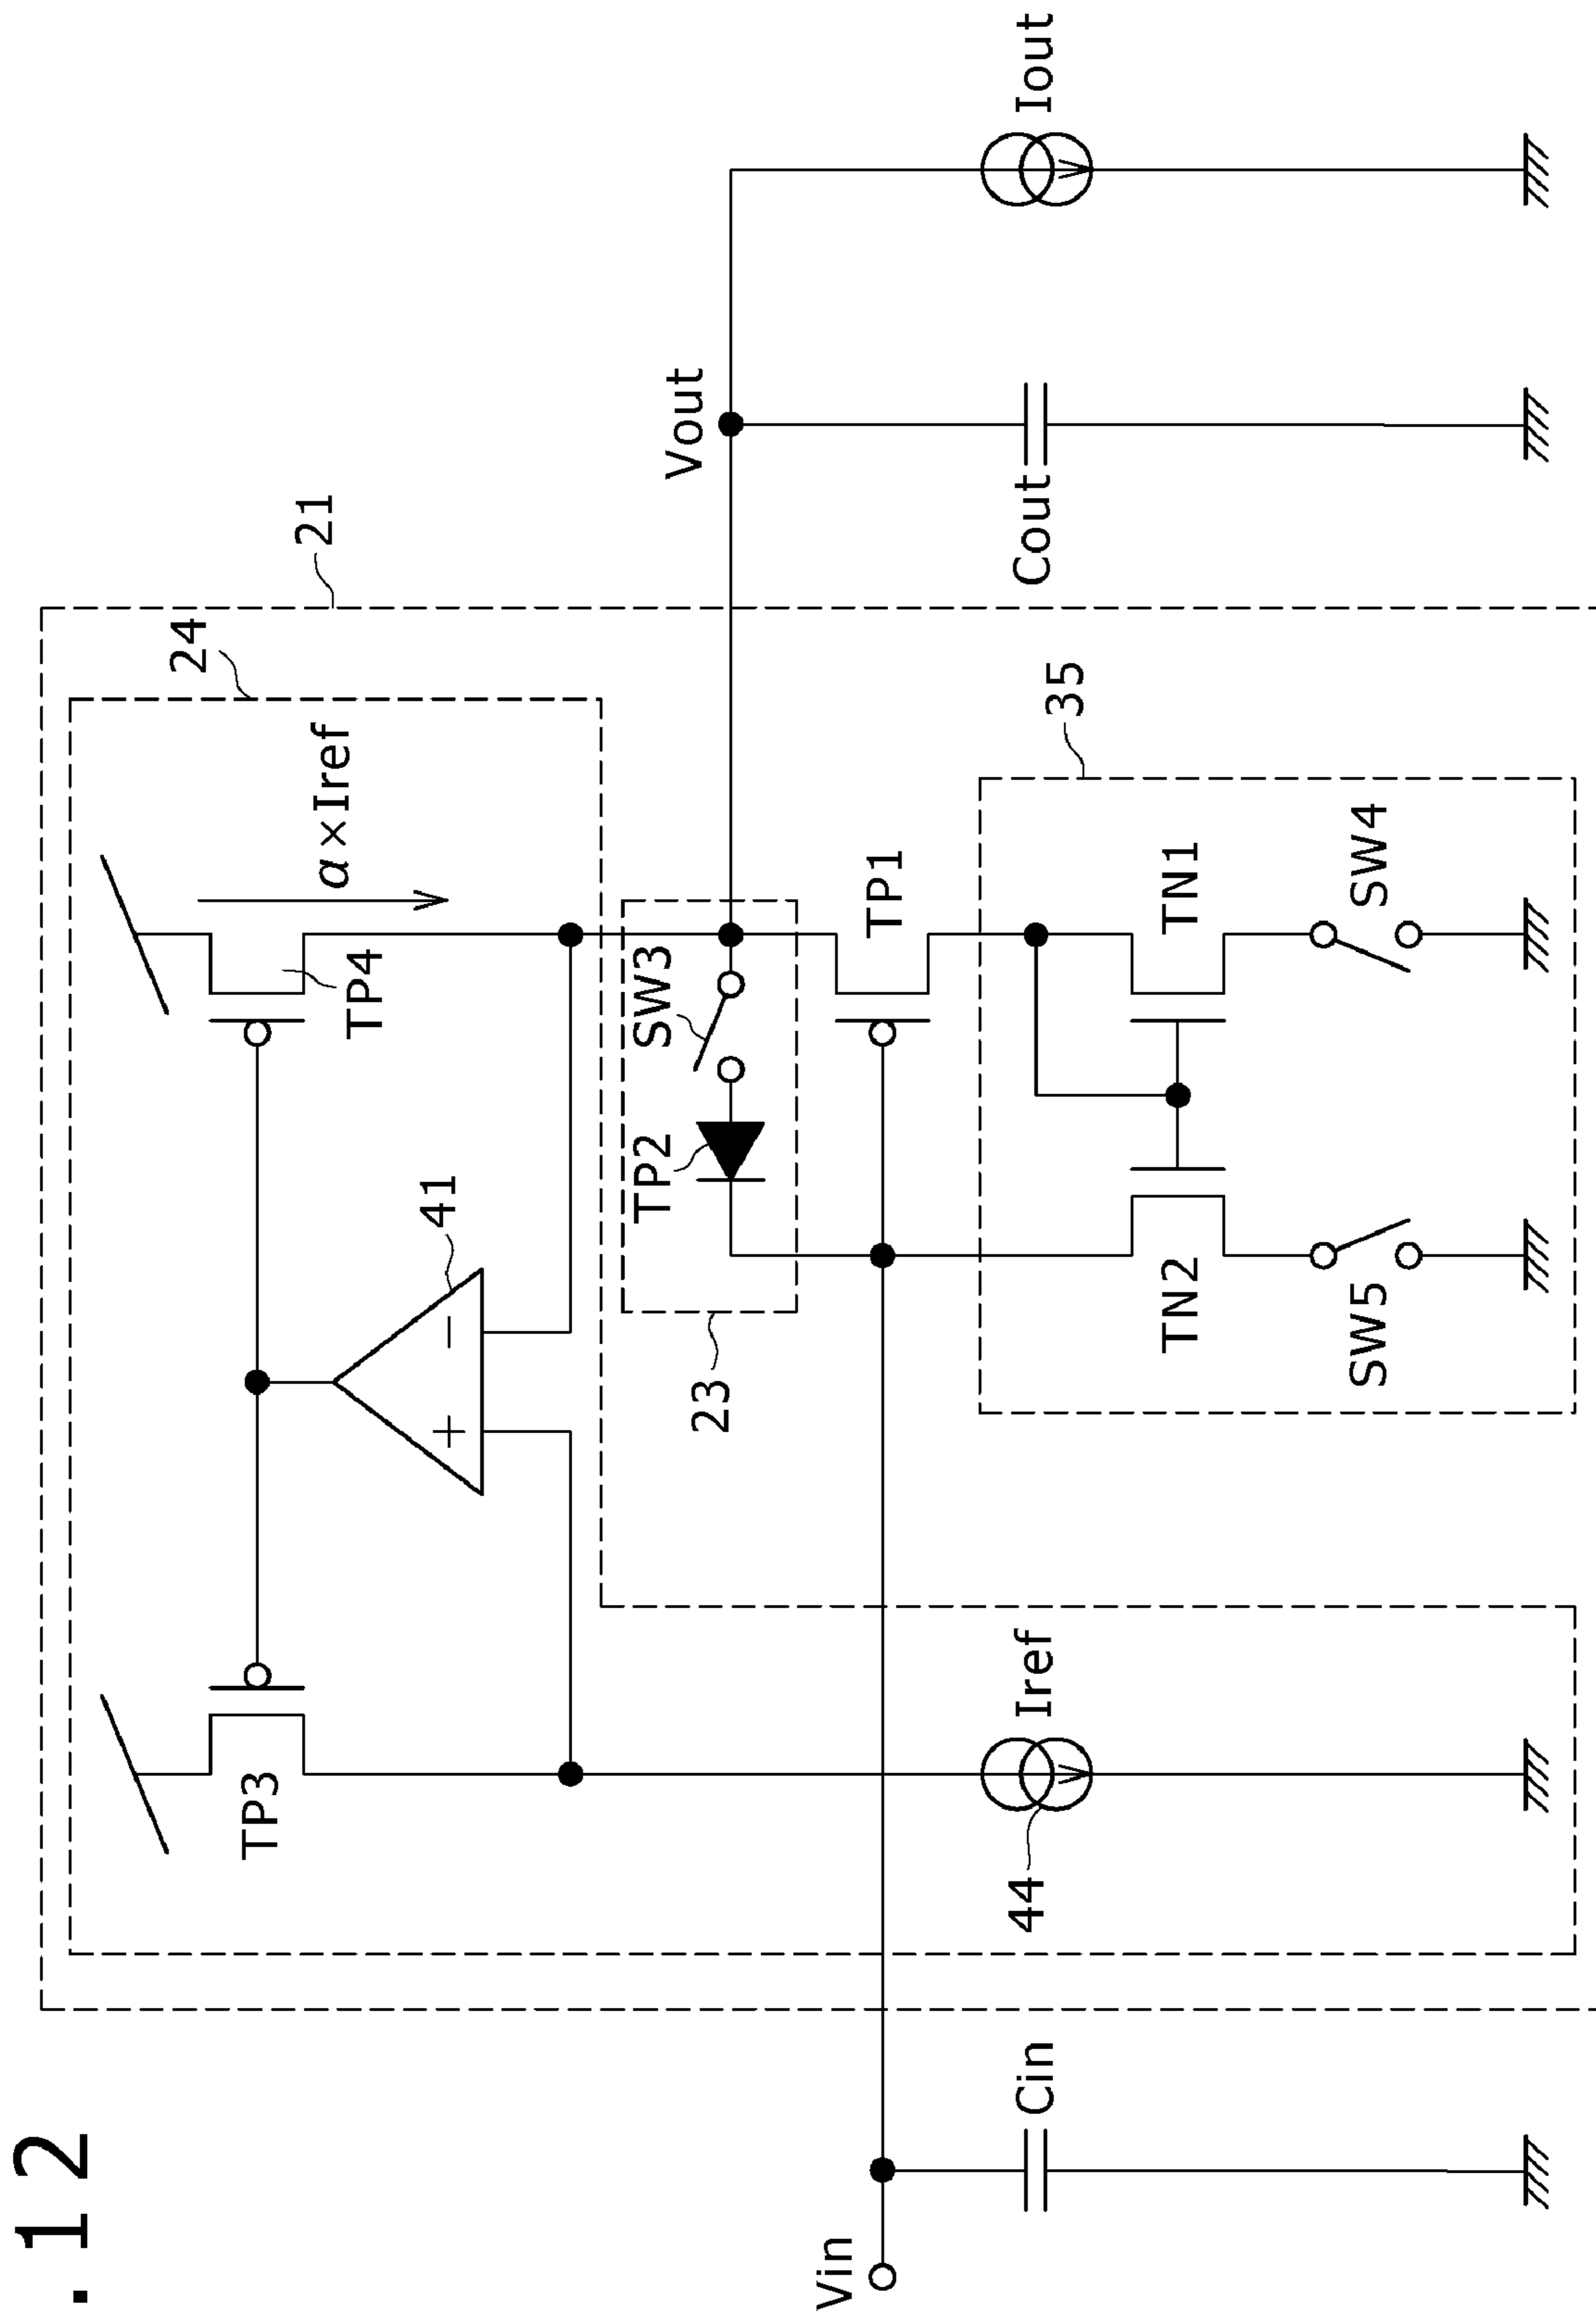 .12
21
24
TP3
TP4
α×Iref
41
23
TP2
SW3
Vout
Vin
Cin
44
Iref
TP1
35
TN2
TN1
SW5
SW4
Cout
Iout
+
−